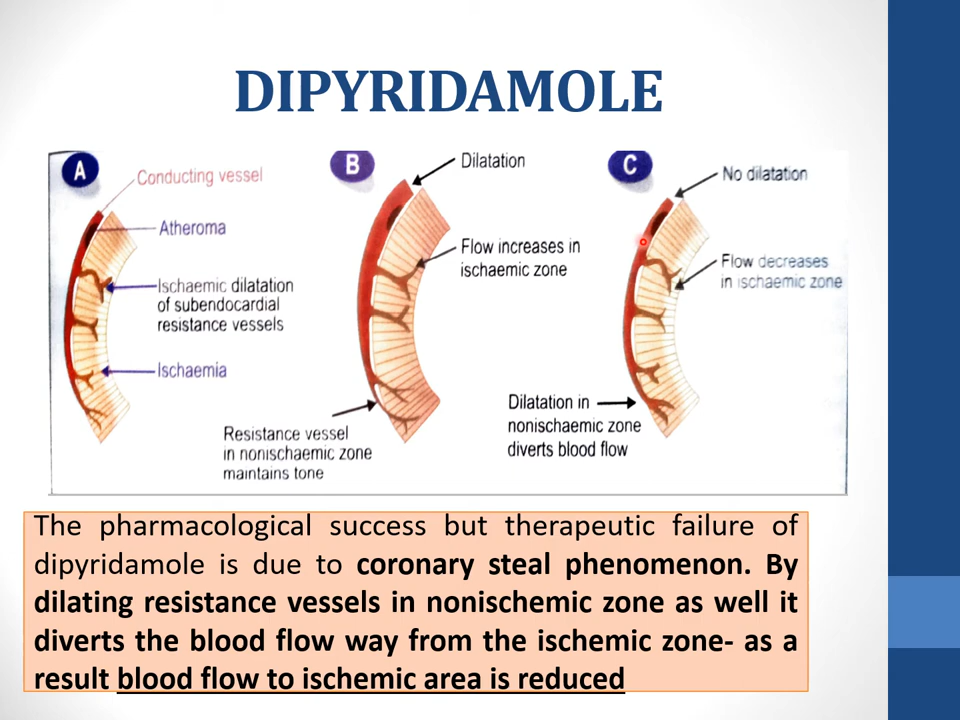 DIPYRIDAMOLE
A
Conducting vessel
Atheroma
Ischaemic dilatation
of subendocardial
resistance vessels
Ischaemia
B
Dilatation
Flow increases in
ischaemic zone
Resistance vessel
in nonischaemic zone
maintains tone
C
No dilatation
Flow decreases
in ischaemic zone
Dilatation in
nonischaemic zone
diverts blood flow
The pharmacological success but therapeutic failure of
dipyridamole is due to coronary steal phenomenon. By
dilating resistance vessels in nonischemic zone as well it
diverts the blood flow way from the ischemic zone- as a
result blood flow to ischemic area is reduced